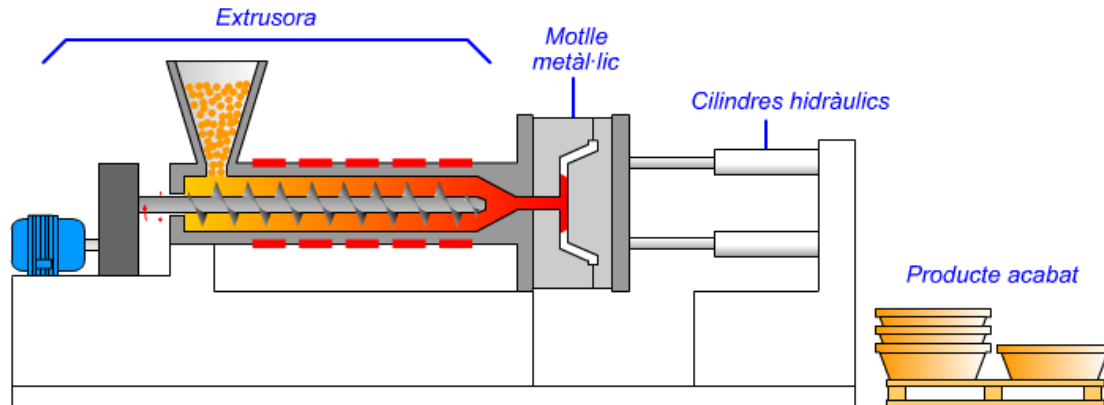 Extrusora
Motlle
metàl·lic
Cilindres hidràulics
Producte acabat